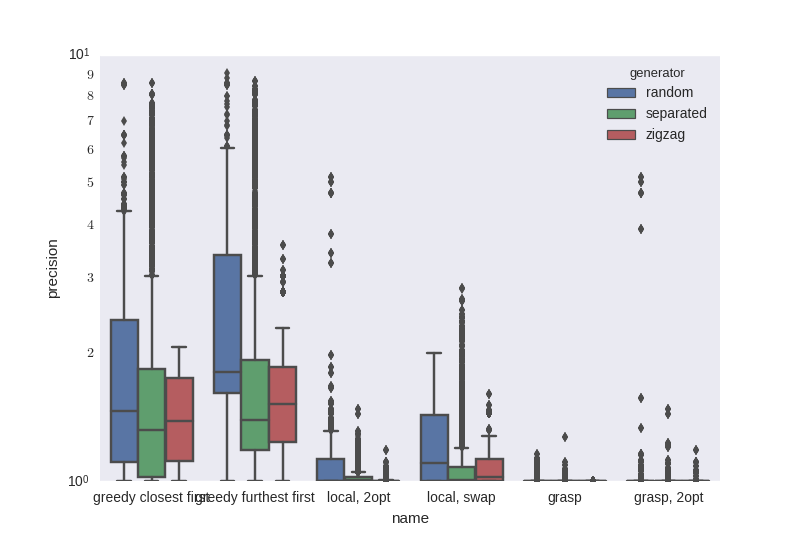 10¹
9
8
7
6
5
4
3
2
10⁰
precision
generator
random
separated
zigzag
greedy closest first
greedy furthest first
local, 2opt
local, swap
grasp
grasp, 2opt
name